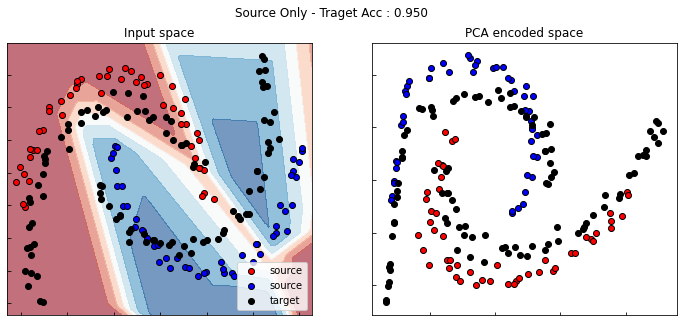 Source Only - Traget Acc : 0.950
Input space
PCA encoded space
source
source
target